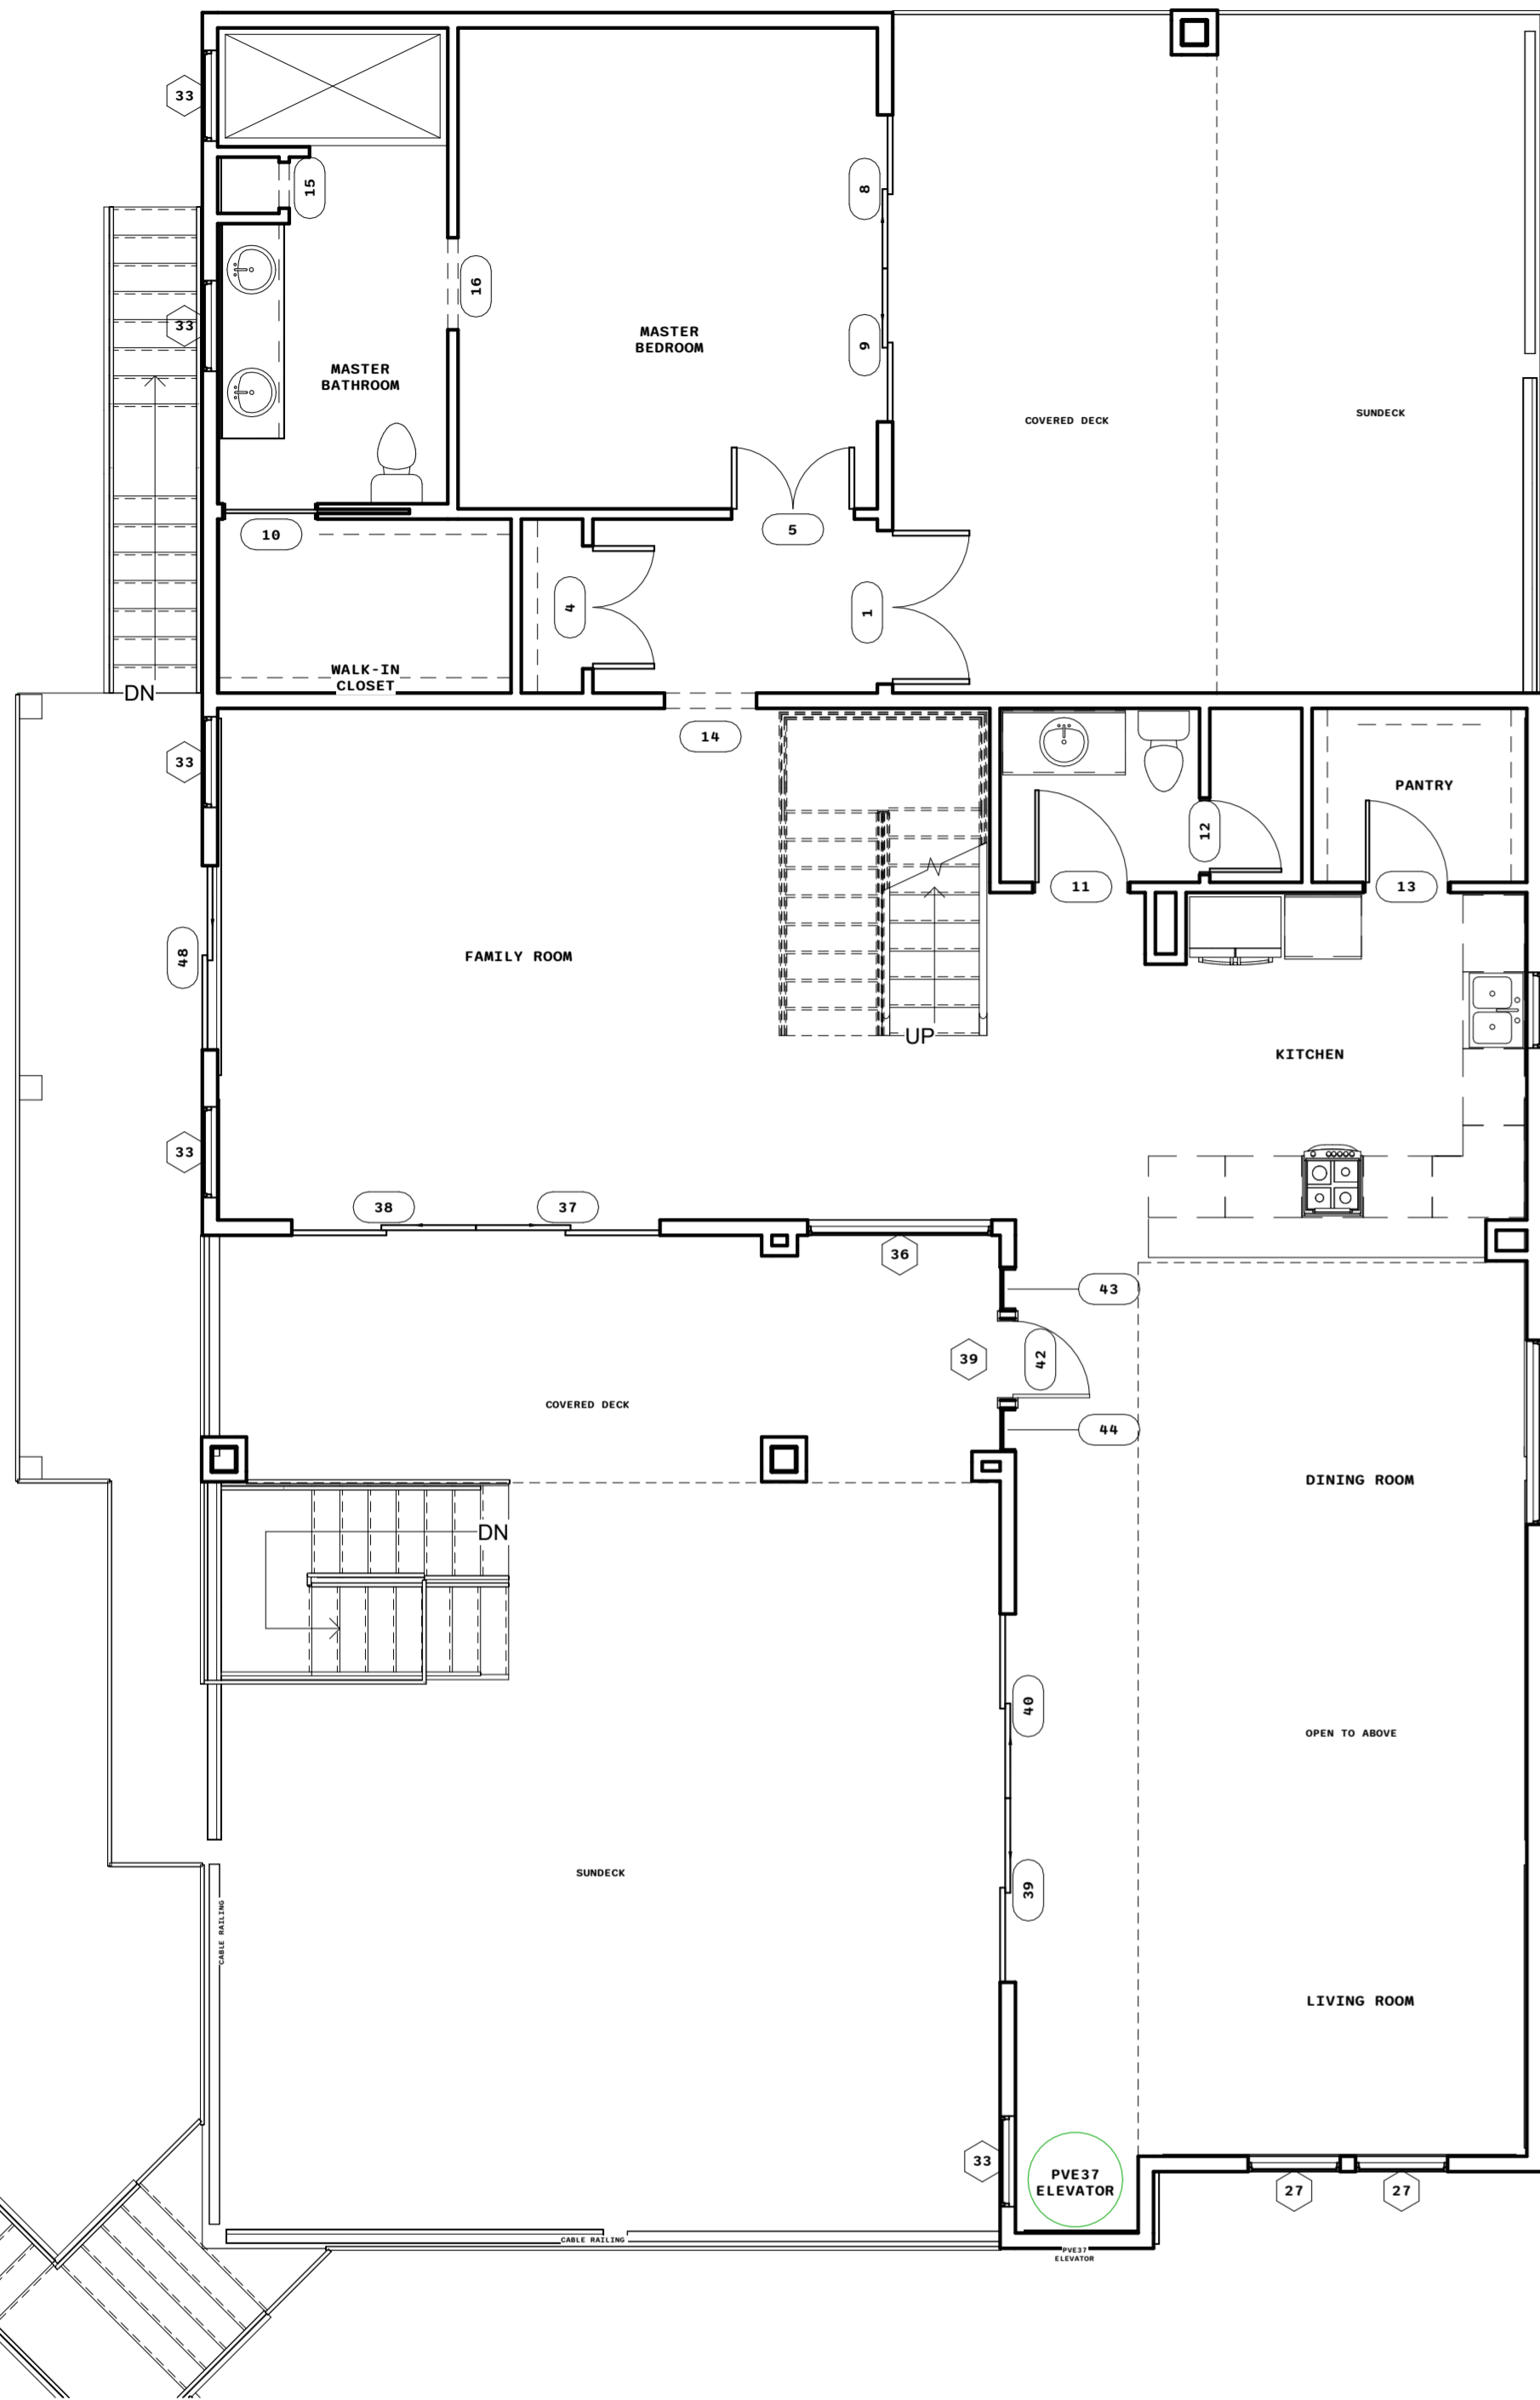 33
15
8
16
33
MASTER
BEDROOM
9
MASTER
BATHROOM
COVERED DECK
SUNDECK
10
5
4
1
WALK-IN
CLOSET
DN
14
33
PANTRY
12
11
13
48
FAMILY ROOM
UP
KITCHEN
33
38
37
36
43
39
42
COVERED DECK
44
DINING ROOM
DN
40
OPEN TO ABOVE
SUNDECK
39
CABLE RAILING
LIVING ROOM
33
PVE37
ELEVATOR
27
27
CABLE RAILING
PVE37
ELEVATOR